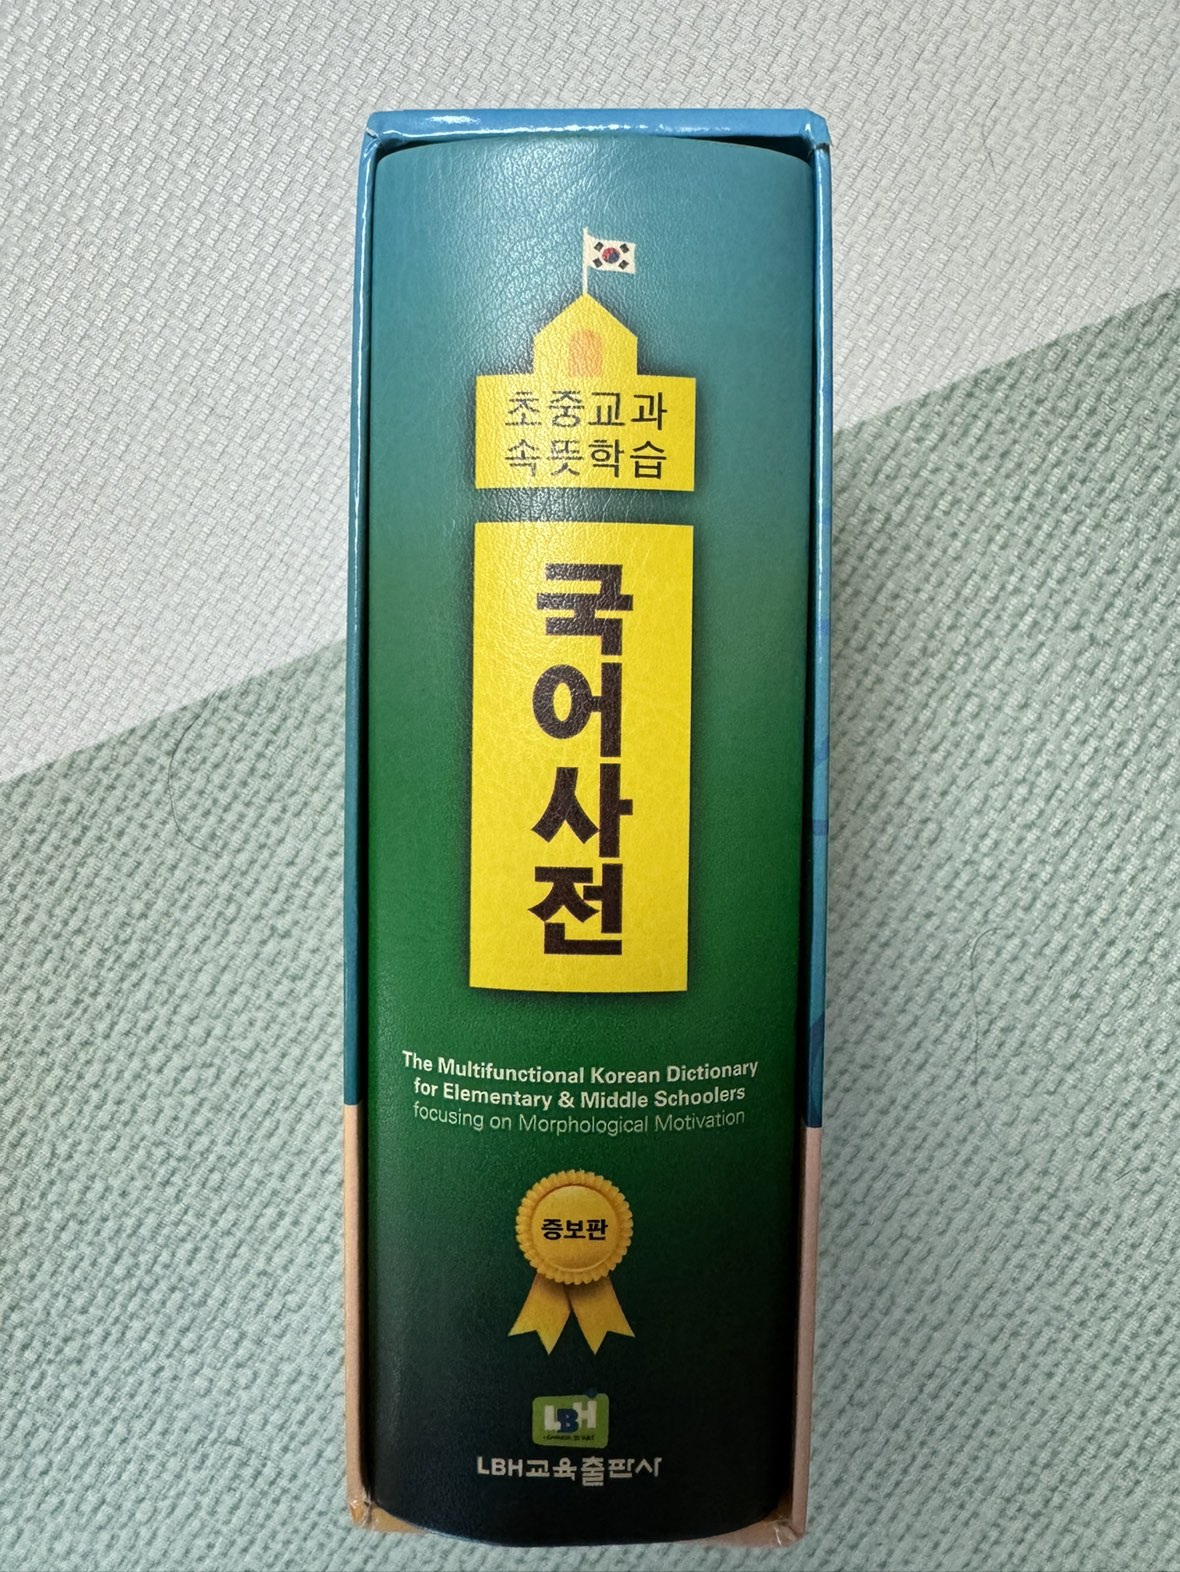 초중교과
속뜻학습
국어사전
The Multifunctional Korean Dictionary
for Elementary & Middle Schoolers
focusing on Morphological Motivation
증보판
LBH
LBH교육출판사